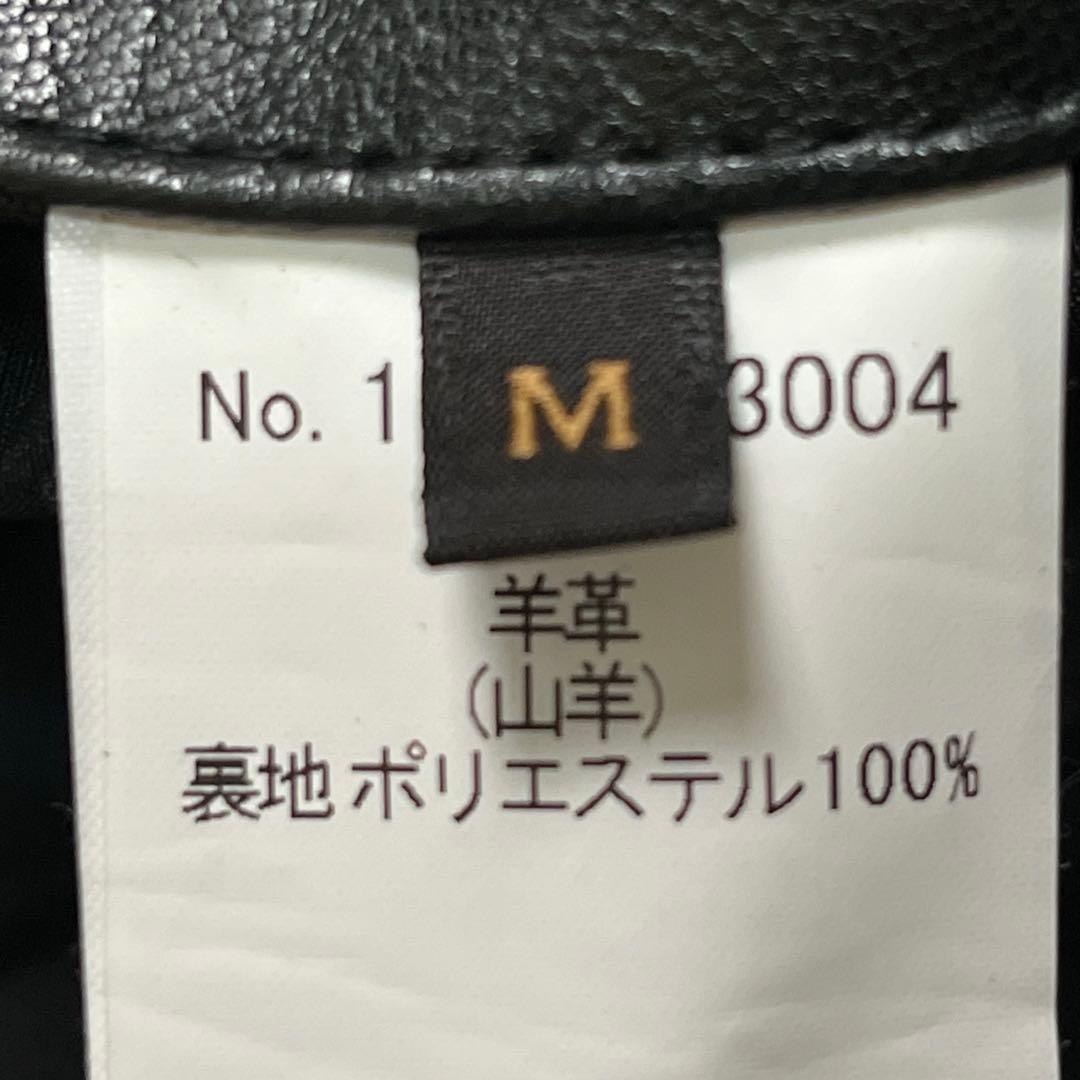 No. 1 3004
M
羊革
(山羊)
裏地 ポリエステル100%